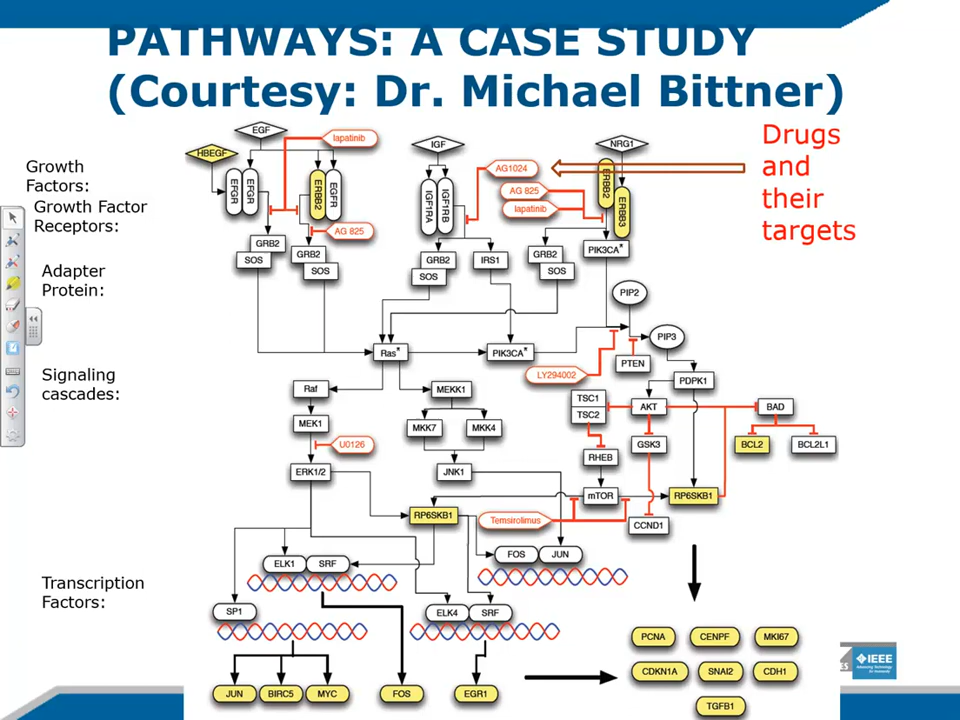 PATHWAYS: A CASE STUDY
(Courtesy: Dr. Michael Bittner)
Drugs
and
their
targets
Growth
Factors:
Growth Factor
Receptors:
Adapter
Protein:
Signaling
cascades:
Transcription
Factors:
EGF
lapatinib
IGF
NRG1
HBEGF
AG1024
EFGR
EFGR
ERBB2
EGFR
IGF1RA
IGF1RB
AG 825
lapatinib
ERBB2
ERBB3
AG 825
GRB2
SOS
GRB2
SOS
GRB2
SOS
IRS1
GRB2
SOS
PIK3CA*
PIP2
PIP3
Ras*
PIK3CA*
PTEN
LY294002
PDPK1
Raf
MEKK1
TSC1
TSC2
AKT
BAD
MEK1
MKK7
MKK4
U0126
GSK3
BCL2
BCL2L1
ERK1/2
JNK1
RHEB
mTOR
RP6SKB1
RP6SKB1
Temsirolimus
CCND1
ELK1
SRF
FOS
JUN
SP1
ELK4
SRF
PCNA
CENPF
MKI67
CDKN1A
SNAI2
CDH1
JUN
BIRC5
MYC
FOS
EGR1
TGFB1
IEEE